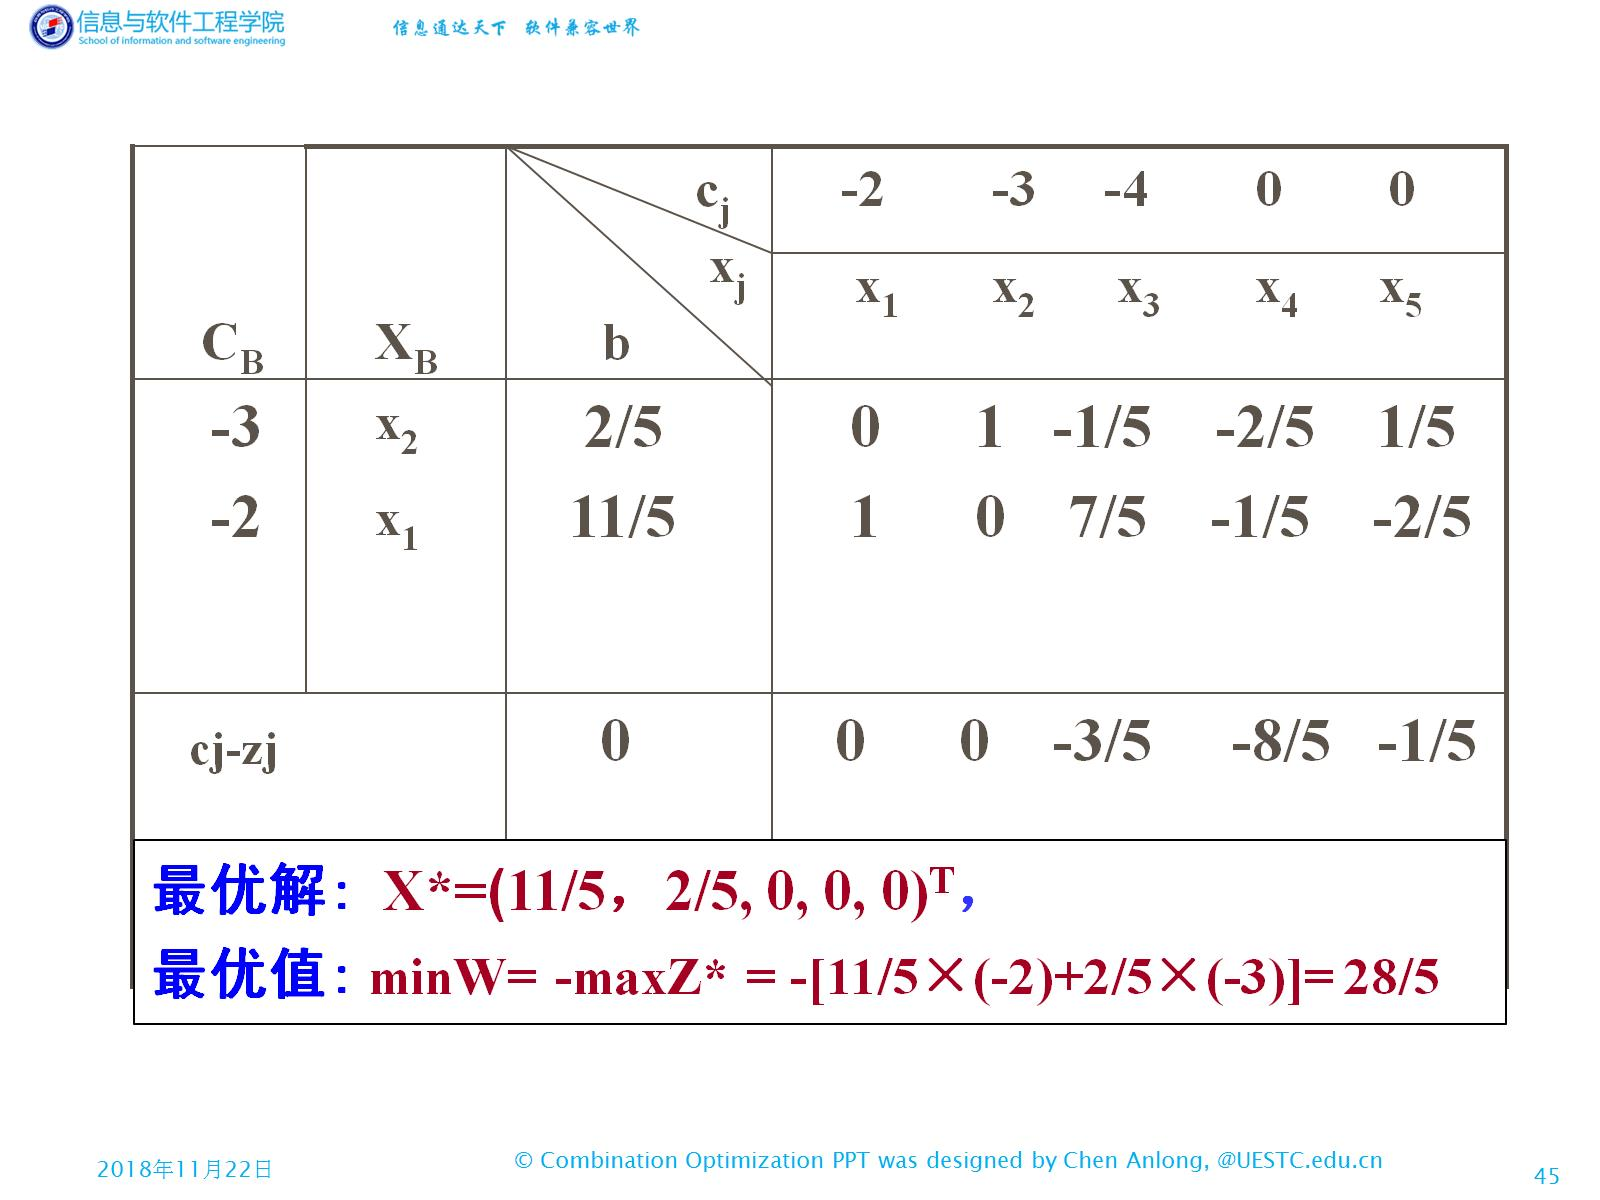 信息与软件工程学院
School of information and software engineering
信息通达天下 软件兼容世界
cj -2 -3 -4 0 0
xj x1 x2 x3 x4 x5
CB XB b
-3 x2 2/5 0 1 -1/5 -2/5 1/5
-2 x1 11/5 1 0 7/5 -1/5 -2/5
cj-zj 0 0 0 -3/5 -8/5 -1/5
最优解： X*=(11/5， 2/5, 0, 0, 0)T，
最优值：minW= -maxZ* = -[11/5×(-2)+2/5×(-3)]= 28/5
2018年11月22日
© Combination Optimization PPT was designed by Chen Anlong, @UESTC.edu.cn
45